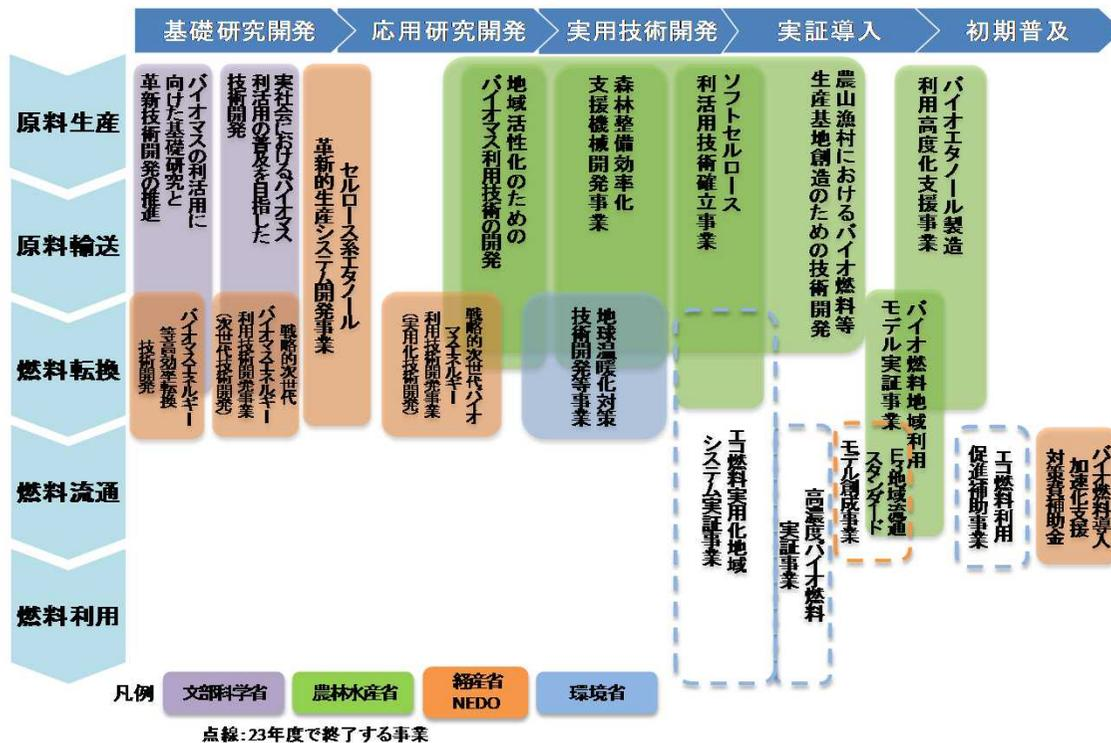 基礎研究開発
応用研究開発
実用技術開発
実証導入
初期普及
原料生産
原料輸送
燃料転換
燃料流通
燃料利用
バイオマスの利活用に
向けた基礎研究と
革新技術開発の推進
実社会におけるバイオマス
利活用の普及を目指した
技術開発
セルロース系エタノール
革新的生産システム開発事業
地域活性化のための
バイオマス利用技術の開発
森林整備効率化
支援機械開発事業
ソフトセルロース
利活用技術確立事業
農山漁村におけるバイオ燃料等
生産基地創造のための技術開発
バイオエタノール製造
利用高度化支援事業
バイオマスエネルギー
等高効率転換
技術開発
戦略的次世代
バイオマスエネルギー
利用技術開発事業
(次世代技術開発)
戦略的次世代バイオ
マスエネルギー
利用技術開発事業
(実用化技術開発)
地球温暖化対策
技術開発等事業
バイオ燃料地域利用
モデル実証事業
エコ燃料実用化地域
システム実証事業
高濃度バイオ燃料
実証事業
E3地域流通
スタンダード
モデル創成事業
エコ燃料利用
促進補助事業
バイオ燃料導入
加速化支援
対策費補助金
凡例
文部科学省
農林水産省
経産省
NEDO
環境省
点線:23年度で終了する事業